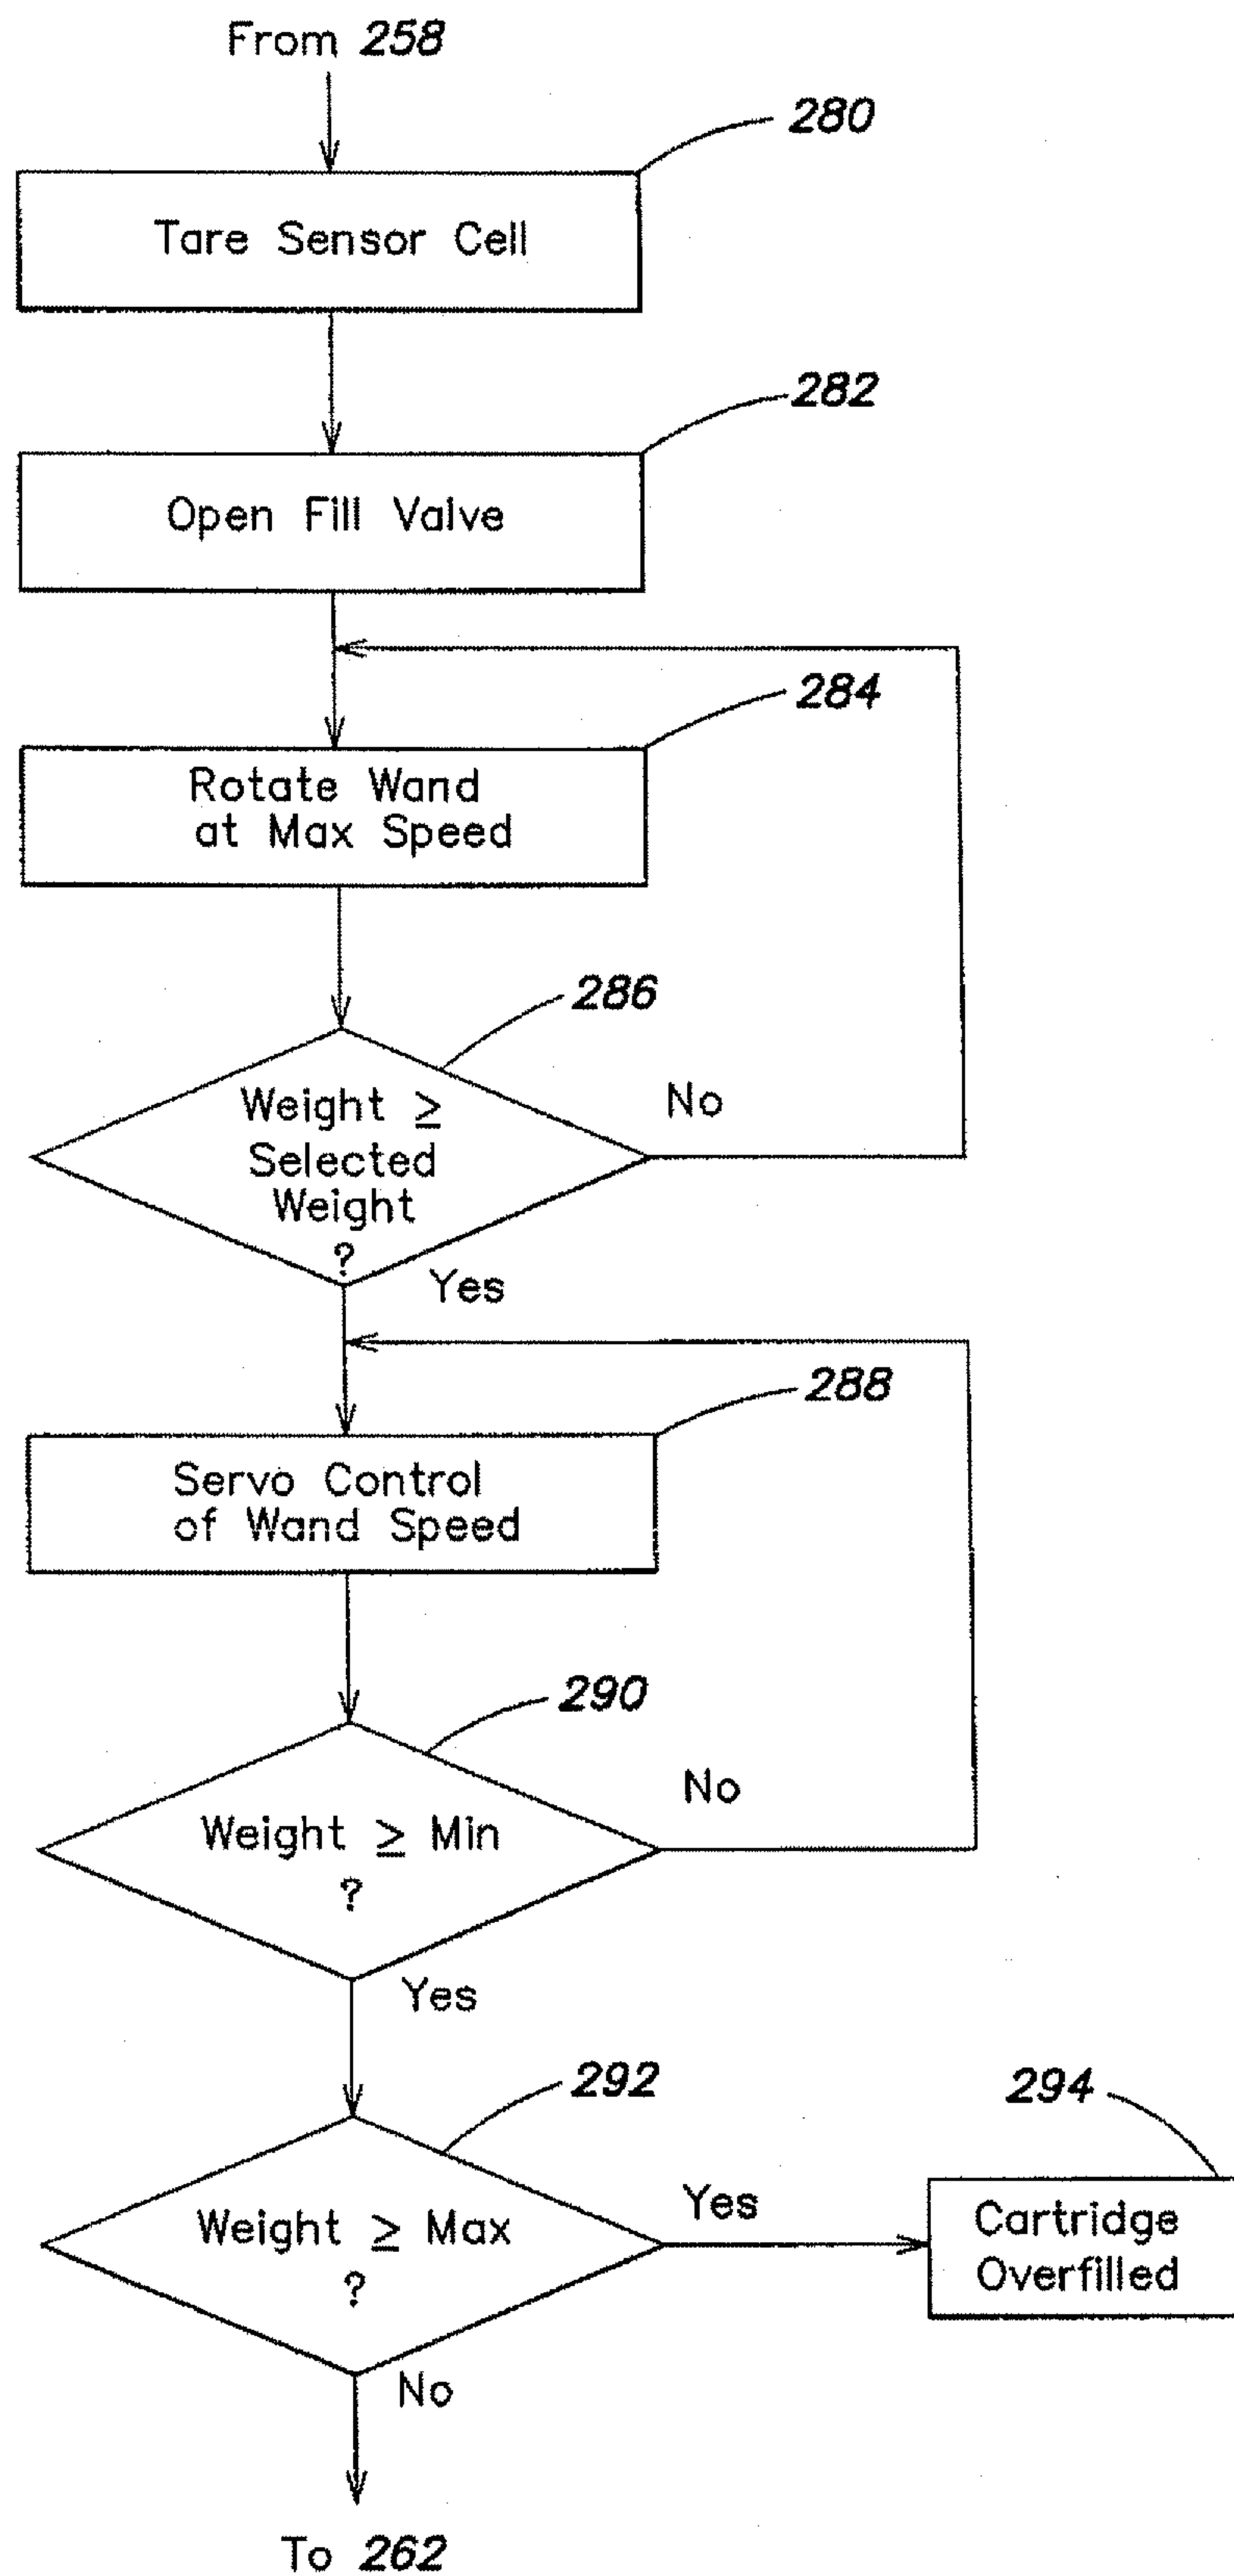 From 258
280
Tare Sensor Cell
282
Open Fill Valve
284
Rotate Wand
at Max Speed
286
Weight ≥
Selected
Weight
?
No
Yes
288
Servo Control
of Wand Speed
290
Weight ≥ Min
?
No
Yes
292
294
Weight ≥ Max
?
Yes
Cartridge
Overfilled
No
To 262